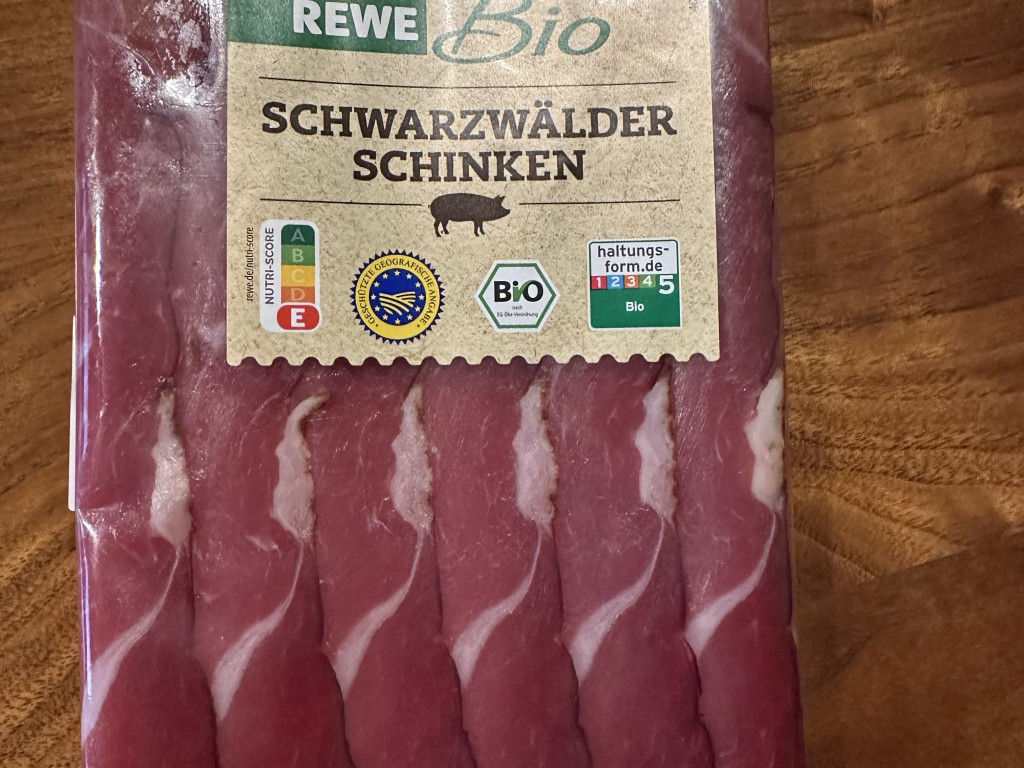 REWE Bio
SCHWARZWÄLDER
SCHINKEN
rewe.de/nutri-score
NUTRI-SCORE
A
B
C
D
E
GESCHÜTZTE GEOGRAFISCHE ANGABE
Bio
nach
EG-Öko-Verordnung
haltungs-
form.de
1 2 3 4 5
Bio